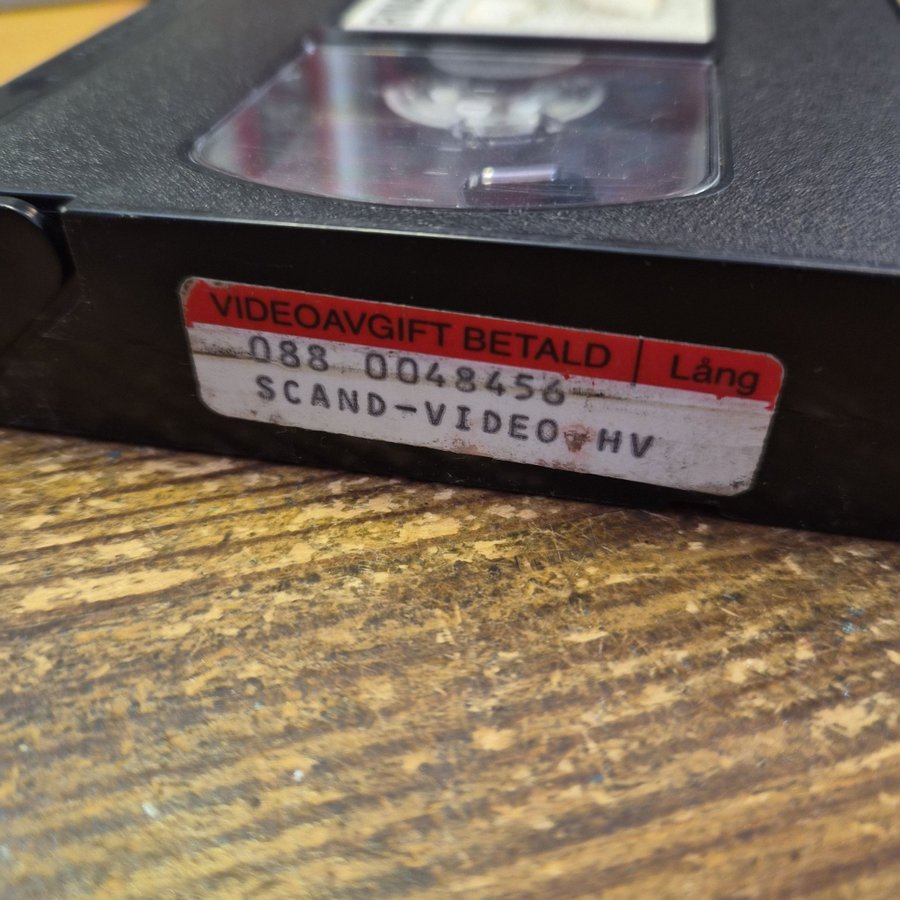 VIDEOAVGIFT BETALD | Lång
088 0048456
SCAND-VIDEO HV